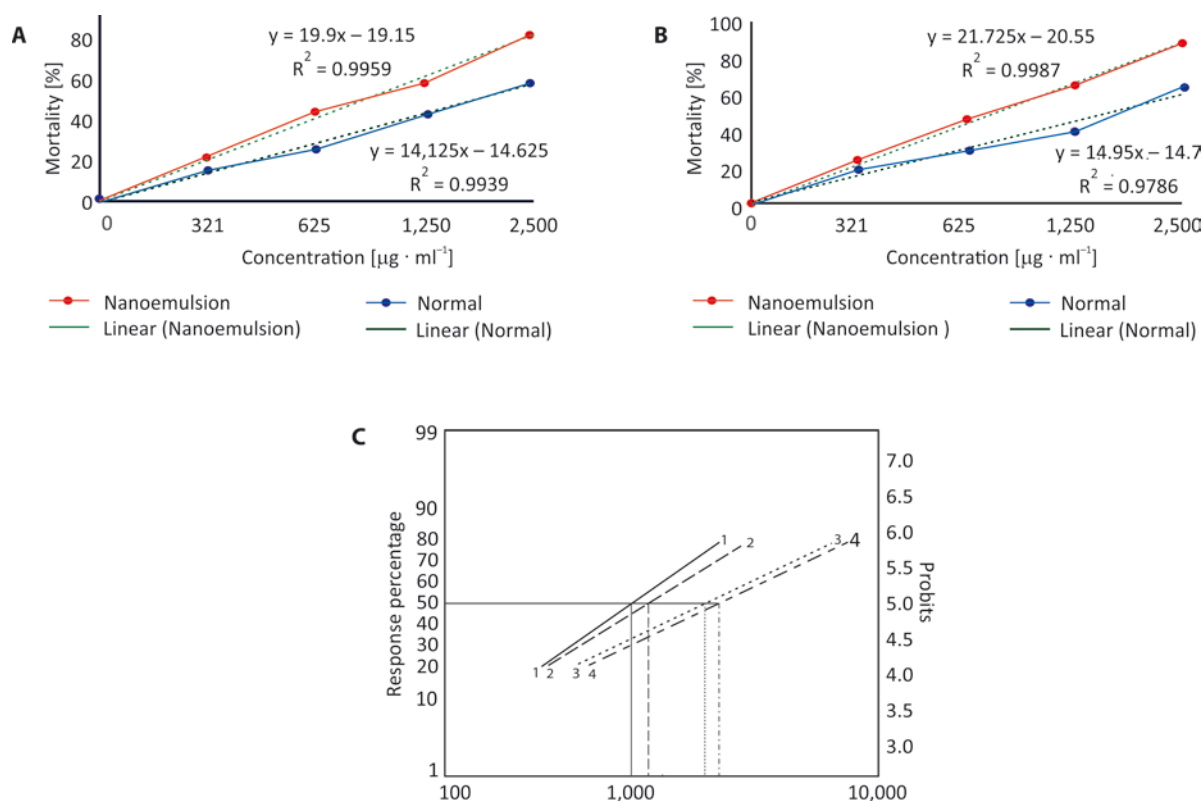 A
Mortality [%]
80
60
40
20
0
y = 19.9x – 19.15
R² = 0.9959
y = 14,125x – 14.625
R² = 0.9939
0 321 625 1,250 2,500
Concentration [µg · ml⁻¹]
Nanoemulsion Normal
Linear (Nanoemulsion) Linear (Normal)
B
Mortality [%]
100
80
60
40
20
0
y = 21.725x – 20.55
R² = 0.9987
y = 14.95x – 14.7
R² = 0.9786
0 321 625 1,250 2,500
Concentration [µg · ml⁻¹]
Nanoemulsion Normal
Linear (Nanoemulsion ) Linear (Normal)
C
Response percentage
99
90
80
70
60
50
40
30
20
10
1
1 2 3 4
1 2 3 4
Probits
7.0
6.5
6.0
5.5
5.0
4.5
4.0
3.5
3.0
100 1,000 10,000